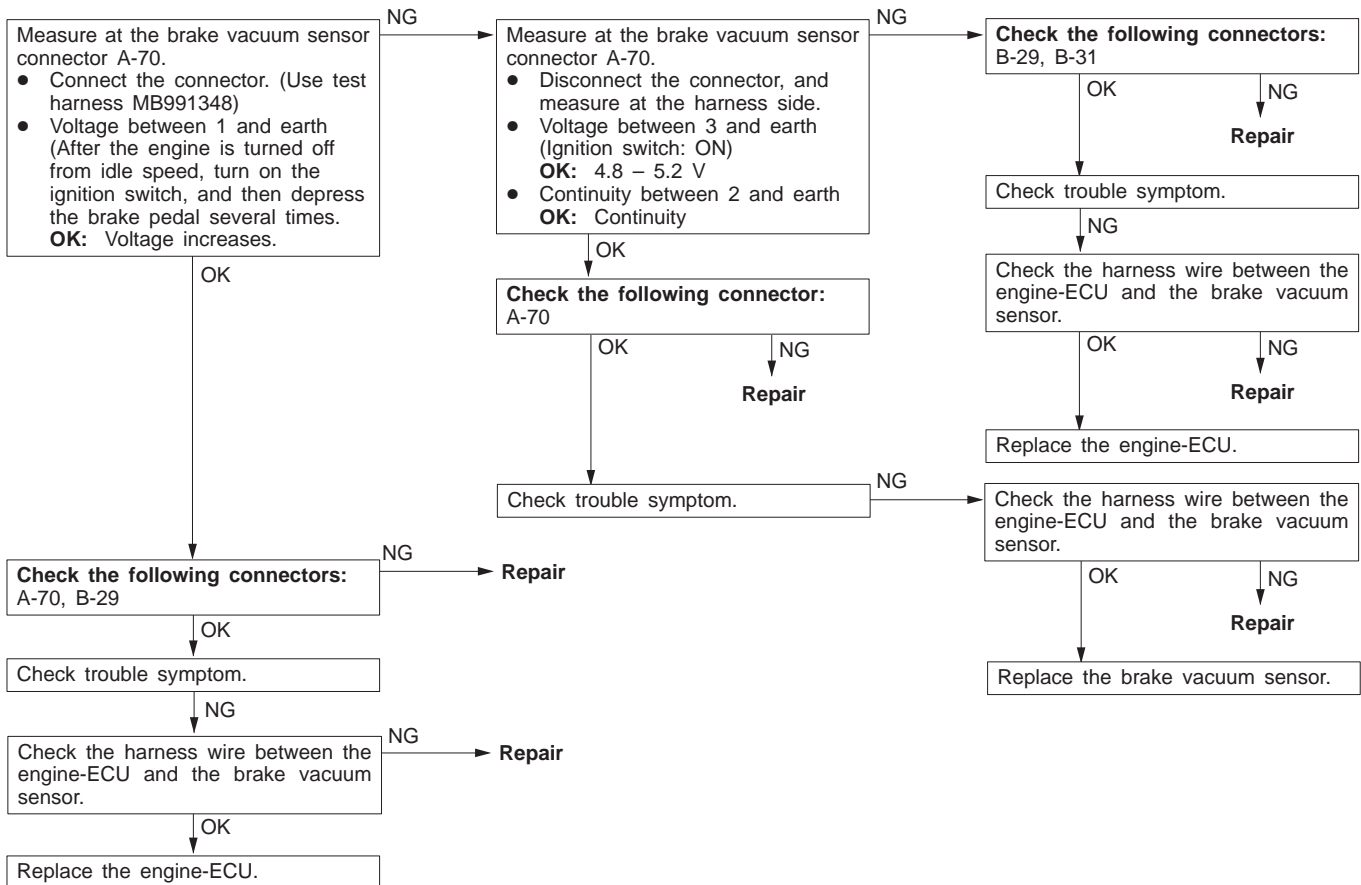 Measure at the brake vacuum sensor
connector A-70.
● Connect the connector. (Use test
harness MB991348)
● Voltage between 1 and earth
(After the engine is turned off
from idle speed, turn on the
ignition switch, and then depress
the brake pedal several times.
OK: Voltage increases.
NG
OK
Measure at the brake vacuum sensor
connector A-70.
● Disconnect the connector, and
measure at the harness side.
● Voltage between 3 and earth
(Ignition switch: ON)
OK: 4.8 – 5.2 V
● Continuity between 2 and earth
OK: Continuity
NG
OK
Check the following connectors:
B-29, B-31
OK
NG
Repair
Check trouble symptom.
NG
Check the harness wire between the
engine-ECU and the brake vacuum
sensor.
OK
NG
Repair
Replace the engine-ECU.
Check the following connector:
A-70
OK
NG
Repair
Check trouble symptom.
NG
Check the harness wire between the
engine-ECU and the brake vacuum
sensor.
OK
NG
Repair
Replace the brake vacuum sensor.
Check the following connectors:
A-70, B-29
NG
Repair
OK
Check trouble symptom.
NG
Check the harness wire between the
engine-ECU and the brake vacuum
sensor.
NG
Repair
OK
Replace the engine-ECU.